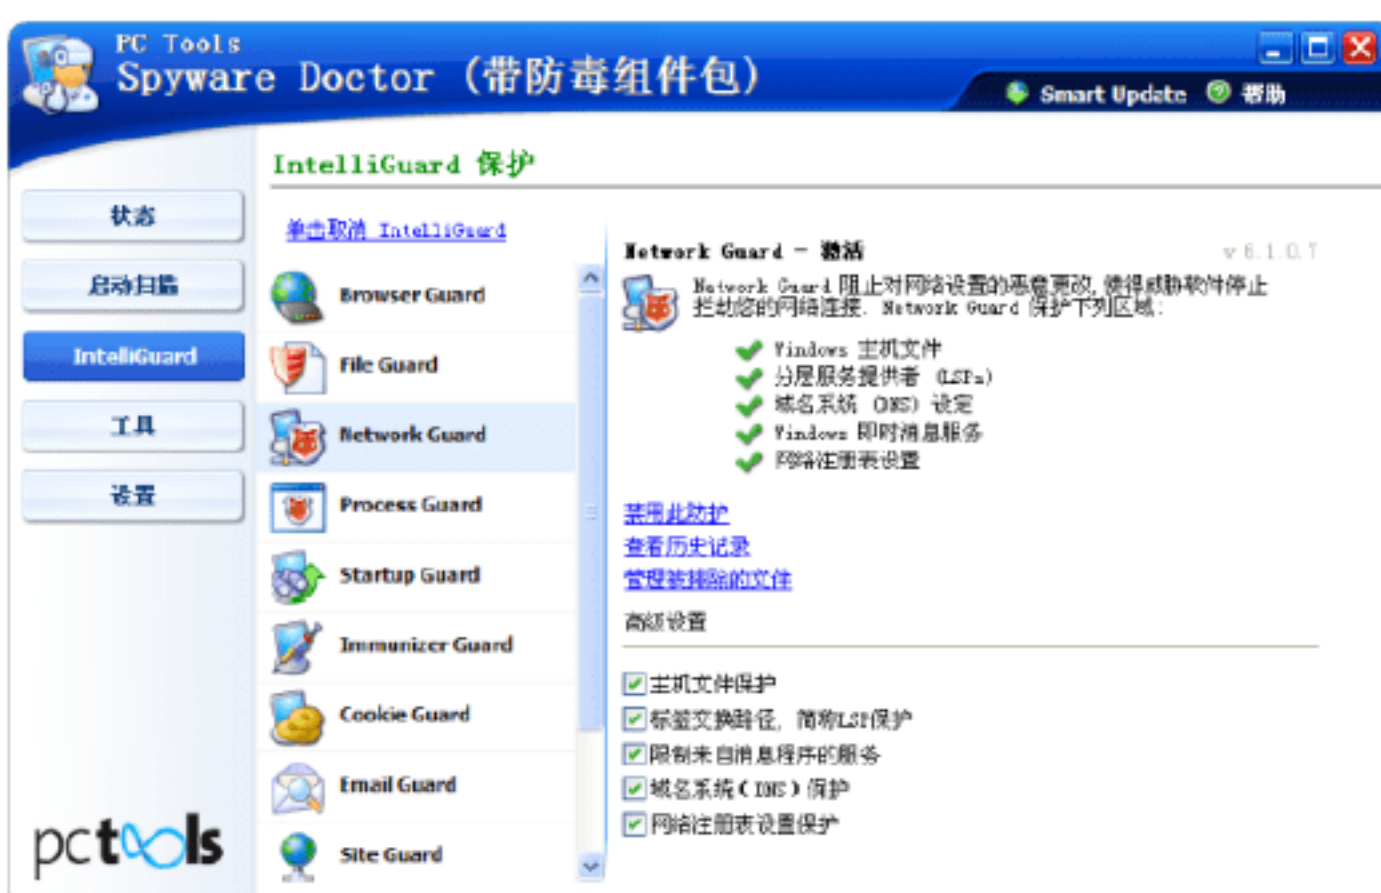 PC Tools
Spyware Doctor (带防毒组件包)
Smart Update 帮助
IntelliGuard 保护
状态
启动扫描
IntelliGuard
工具
设置
单击取消 IntelliGuard
Browser Guard
File Guard
Network Guard
Process Guard
Startup Guard
Immunizer Guard
Cookie Guard
Email Guard
Site Guard
Network Guard - 激活
v 6.1.0.7
Network Guard 阻止对网络设置的恶意更改, 使得威胁软件停止
拦劫您的网络连接. Network Guard 保护下列区域:
Windows 主机文件
分层服务提供者 (LSPs)
域名系统 (DNS) 设定
Windows 即时消息服务
网络注册表设置
禁用此防护
查看历史记录
管理被排除的文件
高级设置
主机文件保护
标签交换路径, 简称LSP保护
限制来自消息程序的服务
域名系统(DNS)保护
网络注册表设置保护
pctools